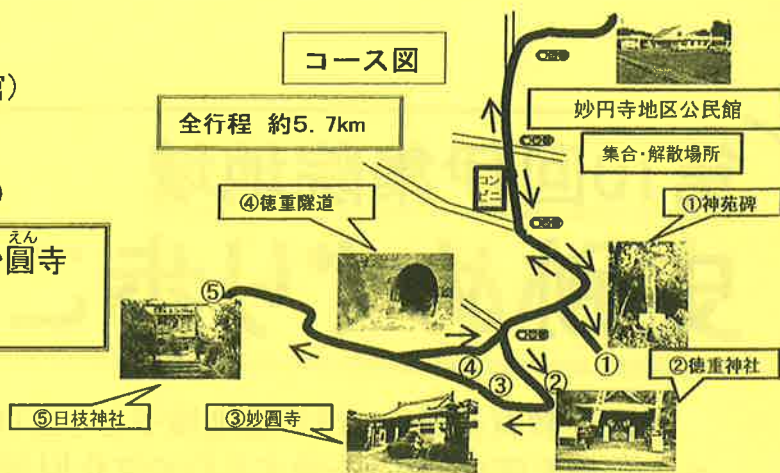 館)
コース図
全行程 約5.7km
妙円寺地区公民館
集合・解散場所
コン
ビニ
④徳重隧道
①神苑碑
えん
圓寺
⑤
④
③
②
①
②徳重神社
⑤日枝神社
③妙圓寺